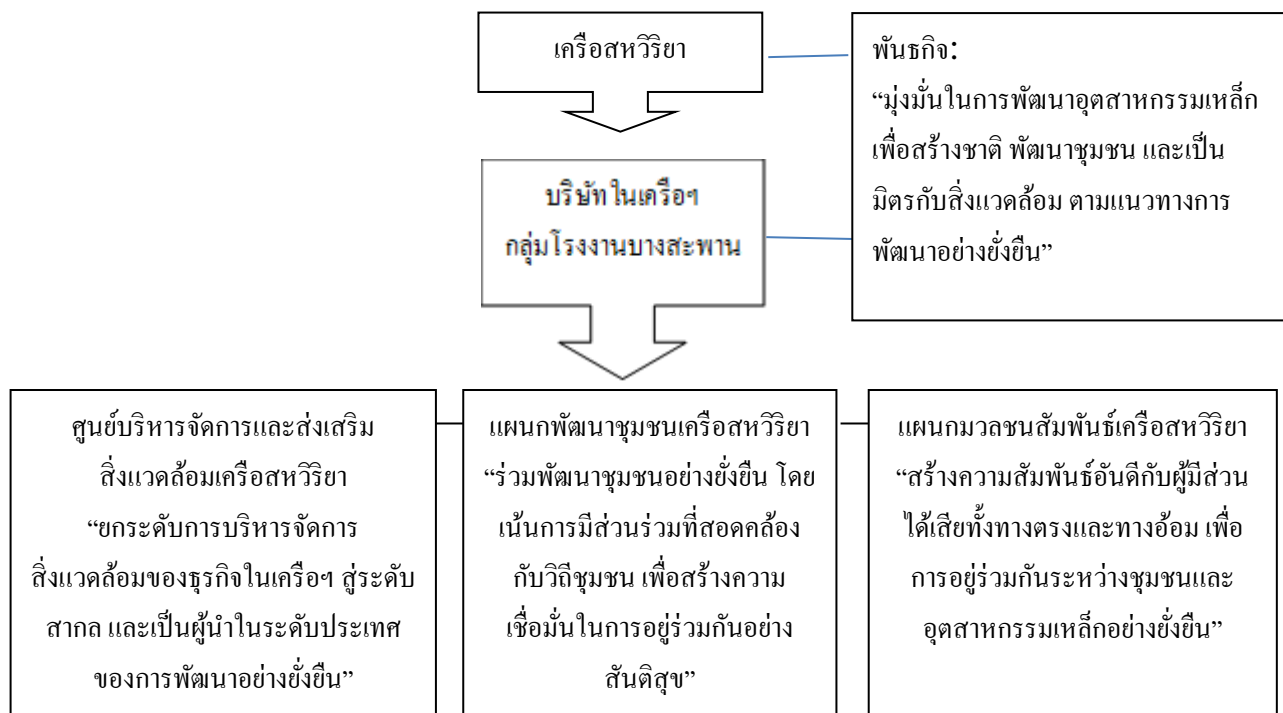 เครือสหวิริยา
พันธกิจ:
“มุ่งมั่นในการพัฒนาอุตสาหกรรมเหล็ก
เพื่อสร้างชาติ พัฒนาชุมชน และเป็น
มิตรกับสิ่งแวดล้อม ตามแนวทางการ
พัฒนาอย่างยั่งยืน”
บริษัทในเครือฯ
กลุ่มโรงงานบางสะพาน
ศูนย์บริหารจัดการและส่งเสริม
สิ่งแวดล้อมเครือสหวิริยา
“ยกระดับการบริหารจัดการ
สิ่งแวดล้อมของธุรกิจในเครือฯ สู่ระดับ
สากล และเป็นผู้นำในระดับประเทศ
ของการพัฒนาอย่างยั่งยืน”
แผนกพัฒนาชุมชนเครือสหวิริยา
“ร่วมพัฒนาชุมชนอย่างยั่งยืน โดย
เน้นการมีส่วนร่วมที่สอดคล้อง
กับวิถีชุมชน เพื่อสร้างความ
เชื่อมั่นในการอยู่ร่วมกันอย่าง
สันติสุข”
แผนกมวลชนสัมพันธ์เครือสหวิริยา
“สร้างความสัมพันธ์อันดีกับผู้มีส่วน
ได้เสียทั้งทางตรงและทางอ้อม เพื่อ
การอยู่ร่วมกันระหว่างชุมชนและ
อุตสาหกรรมเหล็กอย่างยั่งยืน”